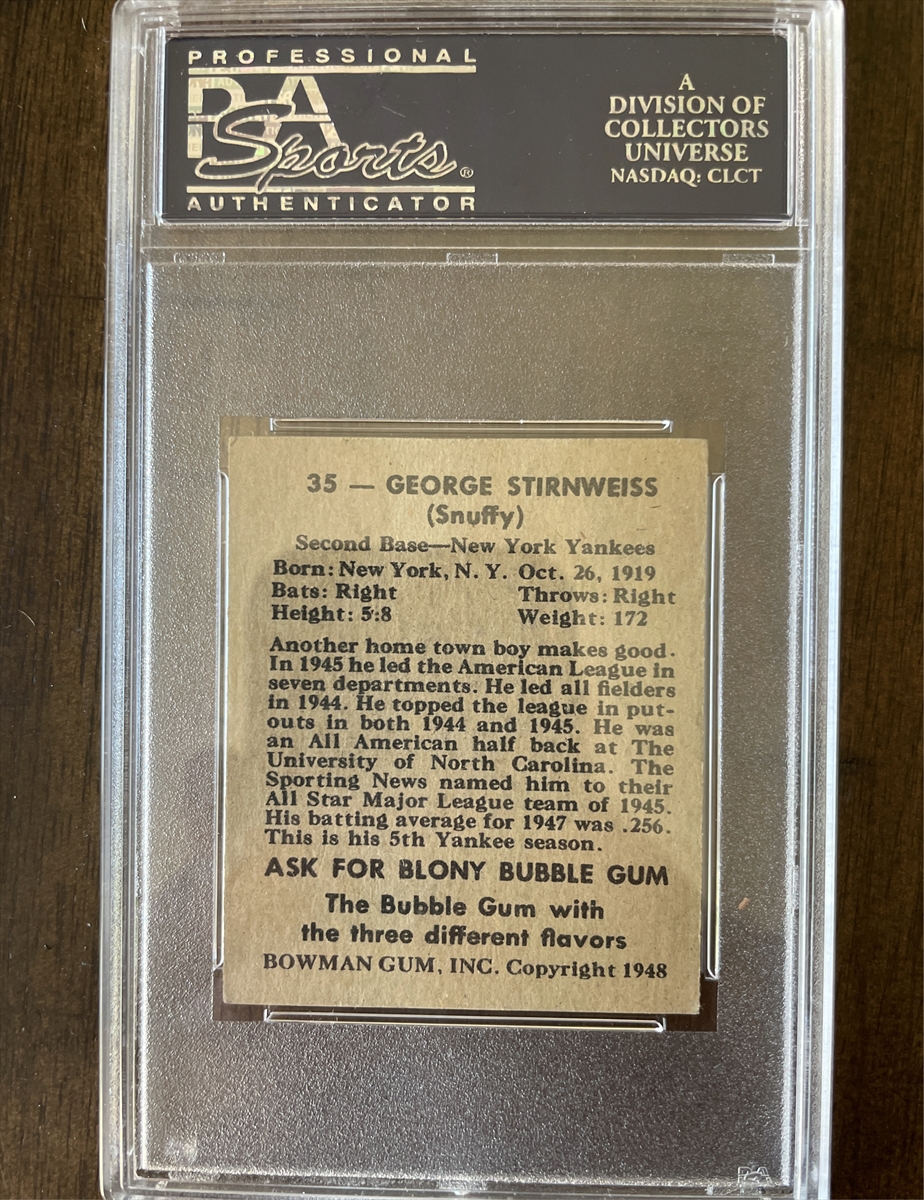 PROFESSIONAL
PSA
Sports®
AUTHENTICATOR
A
DIVISION OF
COLLECTORS
UNIVERSE
NASDAQ: CLCT
35 — GEORGE STIRNWEISS
(Snuffy)
Second Base—New York Yankees
Born: New York, N. Y. Oct. 26, 1919
Bats: Right Throws: Right
Height: 5:8 Weight: 172
Another home town boy makes good.
In 1945 he led the American League in
seven departments. He led all fielders
in 1944. He topped the league in put-
outs in both 1944 and 1945. He was
an All American half back at The
University of North Carolina. The
Sporting News named him to their
All Star Major League team of 1945.
His batting average for 1947 was .256.
This is his 5th Yankee season.
ASK FOR BLONY BUBBLE GUM
The Bubble Gum with
the three different flavors
BOWMAN GUM, INC. Copyright 1948
PSA